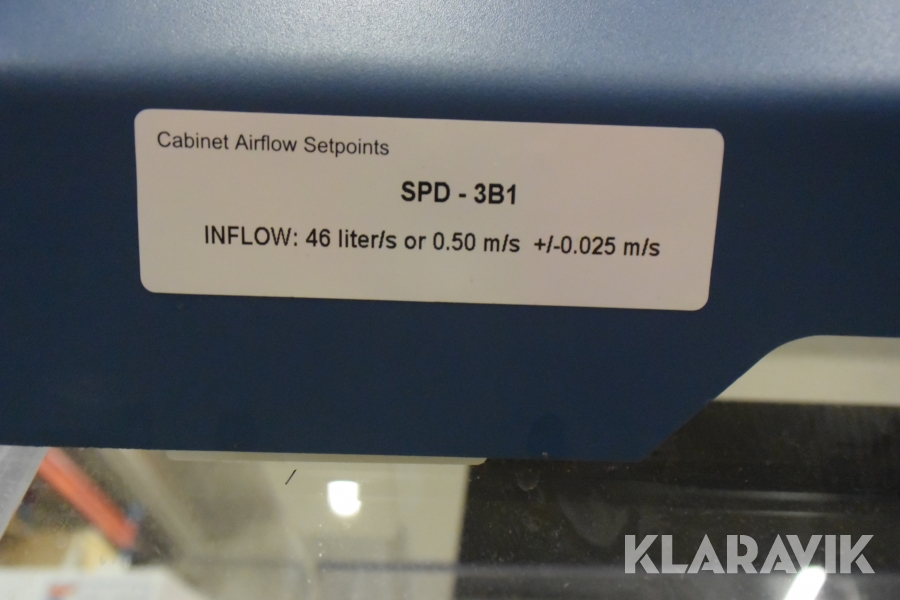 Cabinet Airflow Setpoints
SPD - 3B1
INFLOW: 46 liter/s or 0.50 m/s +/-0.025 m/s
KLARAVIK